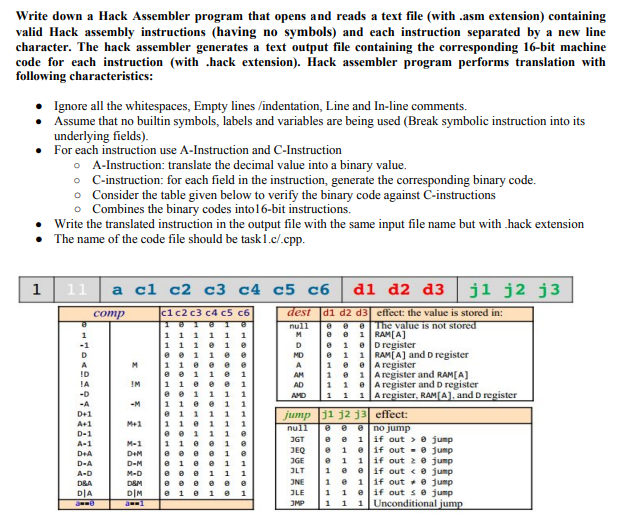 Write down a Hack Assembler program that opens and reads a text file (with .asm extension) containing
valid Hack assembly instructions (having no symbols) and each instruction separated by a new line
character. The hack assembler generates a text output file containing the corresponding 16-bit machine
code for each instruction (with .hack extension). Hack assembler program performs translation with
following characteristics:
• Ignore all the whitespaces, Empty lines /indentation, Line and In-line comments.
• Assume that no builtin symbols, labels and variables are being used (Break symbolic instruction into its
underlying fields).
• For each instruction use A-Instruction and C-Instruction
o A-Instruction: translate the decimal value into a binary value.
o C-instruction: for each field in the instruction, generate the corresponding binary code.
o Consider the table given below to verify the binary code against C-instructions
o Combines the binary codes into16-bit instructions.
• Write the translated instruction in the output file with the same input file name but with .hack extension
• The name of the code file should be task1.c/.cpp.
1 11 a c1 c2 c3 c4 c5 c6 d1 d2 d3 j1 j2 j3
comp c1 c2 c3 c4 c5 c6
0 1 0 1 0 1 0
1 1 1 1 1 1 1
-1 1 1 1 0 1 0
D 0 0 1 1 0 0
A M 1 1 0 0 0 0
!D 0 0 1 1 0 1
!A !M 1 1 0 0 0 1
-D 0 0 1 1 1 1
-A -M 1 1 0 0 1 1
D+1 0 1 1 1 1 1
A+1 M+1 1 1 0 1 1 1
D-1 0 0 1 1 1 0
A-1 M-1 1 1 0 0 1 0
D+A D+M 0 0 0 0 1 0
D-A D-M 0 1 0 0 1 1
A-D M-D 0 0 0 1 1 1
D&A D&M 0 0 0 0 0 0
D|A D|M 0 1 0 1 0 1
a==0 a==1
dest d1 d2 d3 effect: the value is stored in:
null 0 0 0 The value is not stored
M 0 0 1 RAM[A]
D 0 1 0 D register
MD 0 1 1 RAM[A] and D register
A 1 0 0 A register
AM 1 0 1 A register and RAM[A]
AD 1 1 0 A register and D register
AMD 1 1 1 A register, RAM[A], and D register
jump j1 j2 j3 effect:
null 0 0 0 no jump
JGT 0 0 1 if out > 0 jump
JEQ 0 1 0 if out = 0 jump
JGE 0 1 1 if out ≥ 0 jump
JLT 1 0 0 if out < 0 jump
JNE 1 0 1 if out ≠ 0 jump
JLE 1 1 0 if out ≤ 0 jump
JMP 1 1 1 Unconditional jump